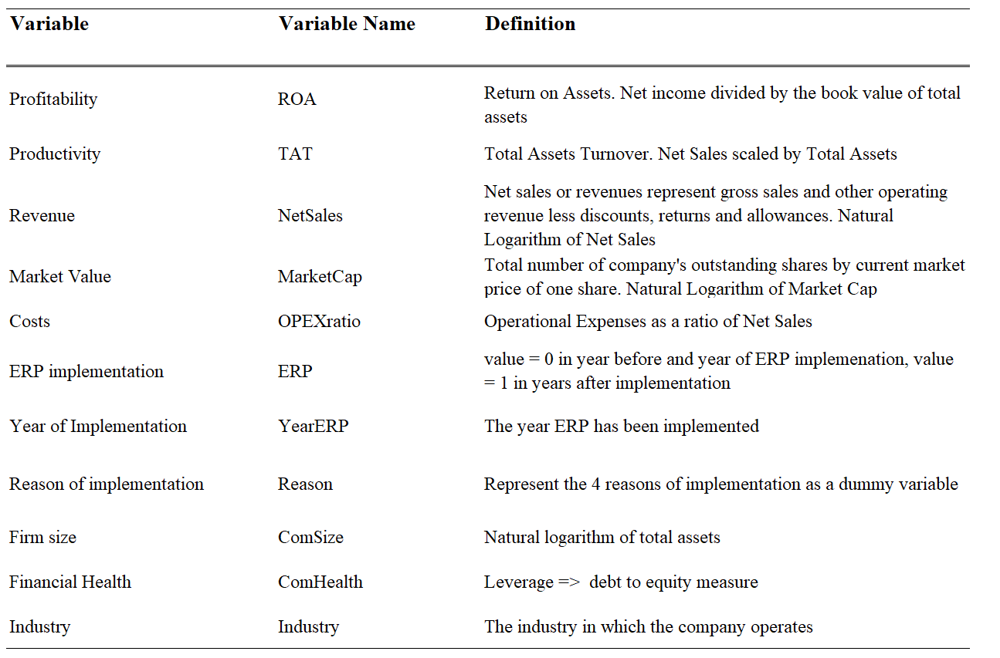 Variable Variable Name Definition
Profitability ROA Return on Assets. Net income divided by the book value of total
assets
Productivity TAT Total Assets Turnover. Net Sales scaled by Total Assets
Net sales or revenues represent gross sales and other operating
Revenue NetSales revenue less discounts, returns and allowances. Natural
Logarithm of Net Sales
Market Value MarketCap Total number of company's outstanding shares by current market
price of one share. Natural Logarithm of Market Cap
Costs OPEXratio Operational Expenses as a ratio of Net Sales
ERP implementation ERP value = 0 in year before and year of ERP implemenation, value
= 1 in years after implementation
Year of Implementation YearERP The year ERP has been implemented
Reason of implementation Reason Represent the 4 reasons of implementation as a dummy variable
Firm size ComSize Natural logarithm of total assets
Financial Health ComHealth Leverage => debt to equity measure
Industry Industry The industry in which the company operates